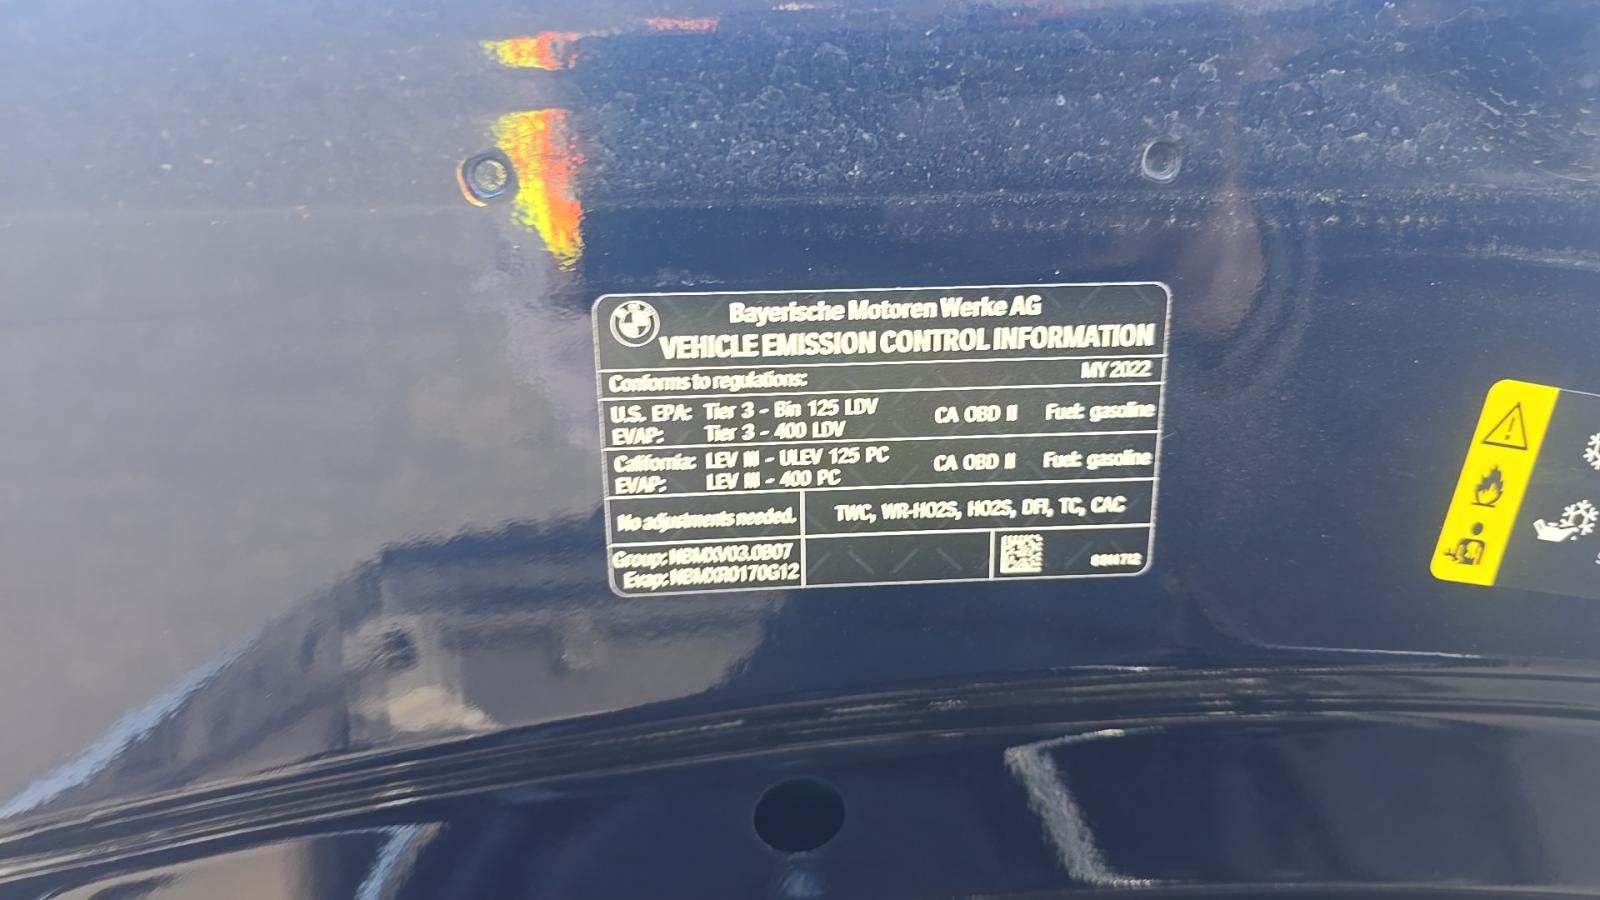 Bayerische Motoren Werke AG
VEHICLE EMISSION CONTROL INFORMATION
Conforms to regulations: MY 2022
U.S. EPA: Tier 3 - Bin 125 LDV CA OBD II Fuel: gasoline
EVAP: Tier 3 - 400 LDV
California: LEV III - ULEV 125 PC CA OBD II Fuel: gasoline
EVAP: LEV III - 400 PC
No adjustments needed. TWC, WR-HO2S, HO2S, DFI, TC, CAC
Group: NBMXV03.0B07
Evap: NBMXR0170G12